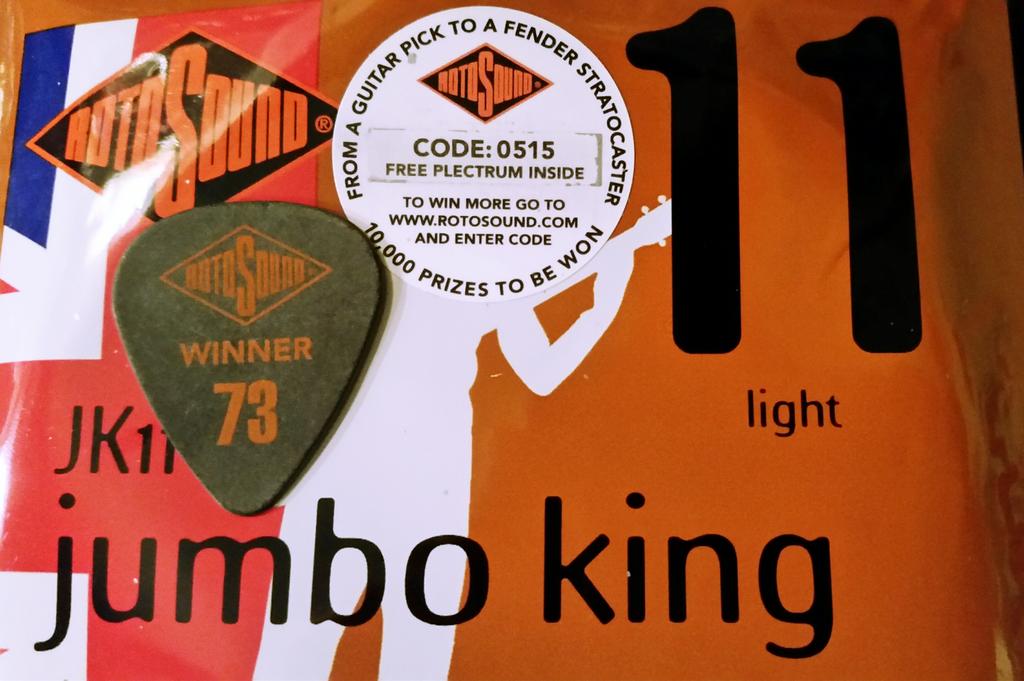 ROTOSOUND®
FROM A GUITAR PICK TO A FENDER STRATOCASTER
ROTOSOUND
CODE: 0515
FREE PLECTRUM INSIDE
TO WIN MORE GO TO
WWW.ROTOSOUND.COM
AND ENTER CODE
10,000 PRIZES TO BE WON
11
light
ROTOSOUND
WINNER
73
JK11
jumbo king